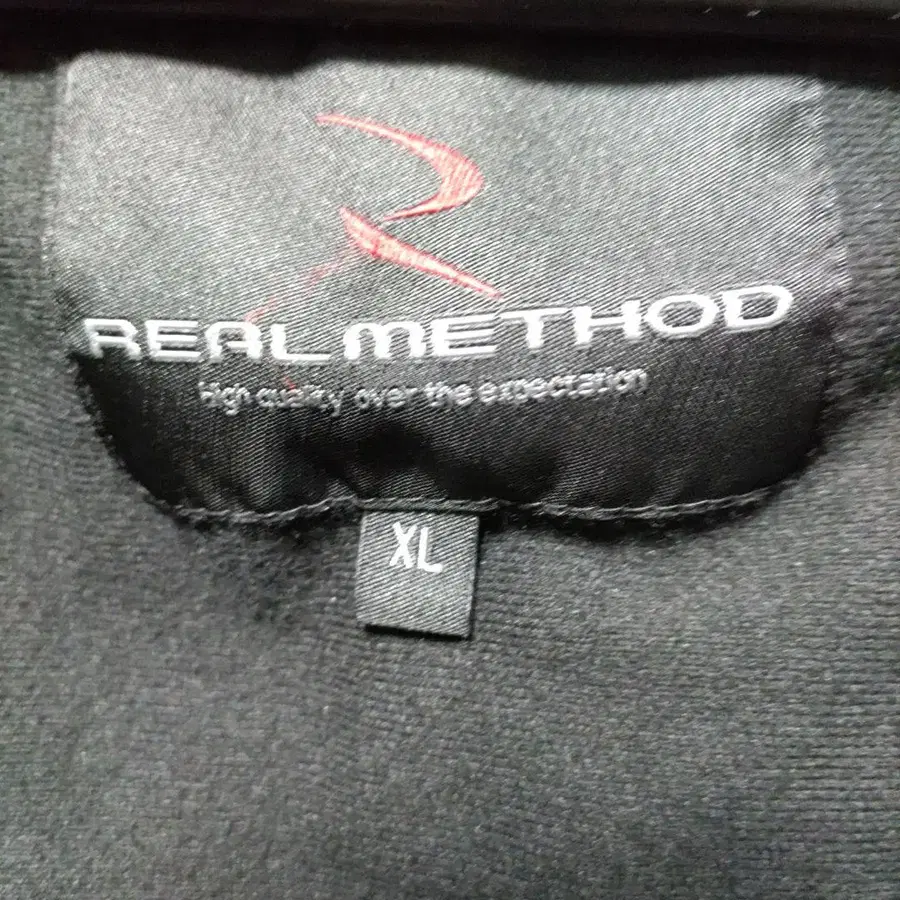 REALMETHOD
High quality over the expectation
XL